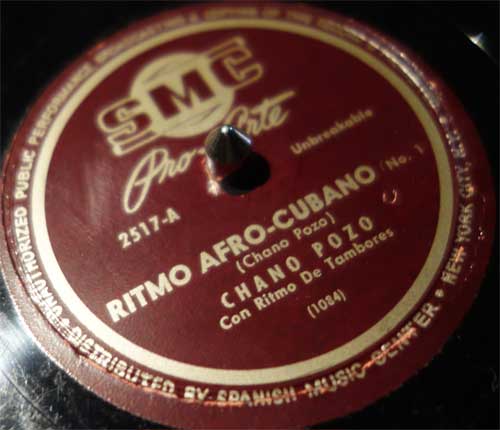 SMC
Pro-Arte
Unbreakable
2517-A
RITMO AFRO-CUBANO (No. 1
(Chano Pozo)
CHANO POZO
Con Ritmo De Tambores
(1084)
UNAUTHORIZED PUBLIC PERFORMANCE BROADCASTING &
DISTRIBUTED BY SPANISH MUSIC CENTER • NEW YORK CITY,